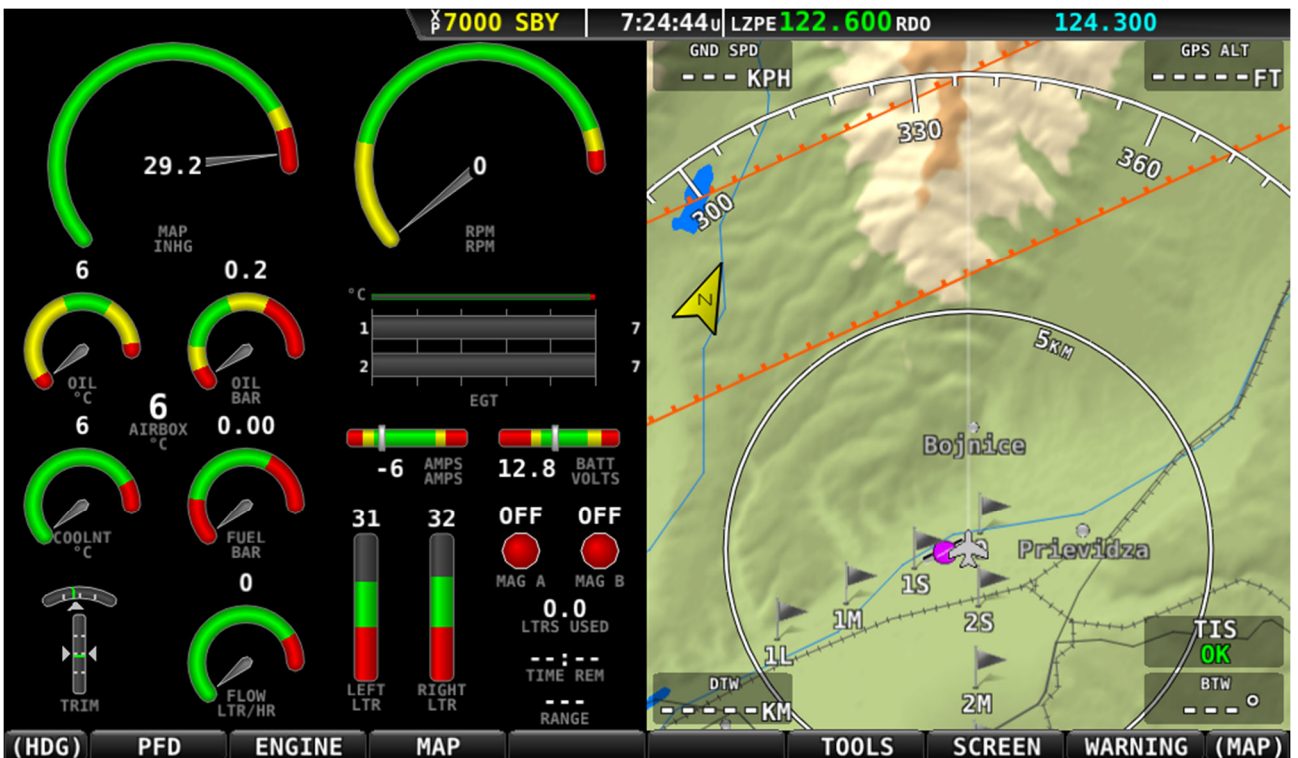 XP 7000 SBY 7:24:44U LZPE 122.600 RDO 124.300
29.2
MAP
INHG
0
RPM
RPM
6
OIL
°C
0.2
OIL
BAR
6
AIRBOX
°C
6
COOLNT
°C
0.00
FUEL
BAR
TRIM
0
FLOW
LTR/HR
°C
1 7
2 7
EGT
-6 AMPS
AMPS
12.8 BATT
VOLTS
31
LEFT
LTR
32
RIGHT
LTR
OFF
MAG A
OFF
MAG B
0.0
LTRS USED
--:--
TIME REM
---
RANGE
GND SPD
---KPH
GPS ALT
-----FT
300
330
360
N
5KM
Bojnice
Prievidza
1S
1M
1L
2S
2M
TIS
OK
DTW
-----KM
BTW
---°
(HDG) PFD ENGINE MAP TOOLS SCREEN WARNING (MAP)